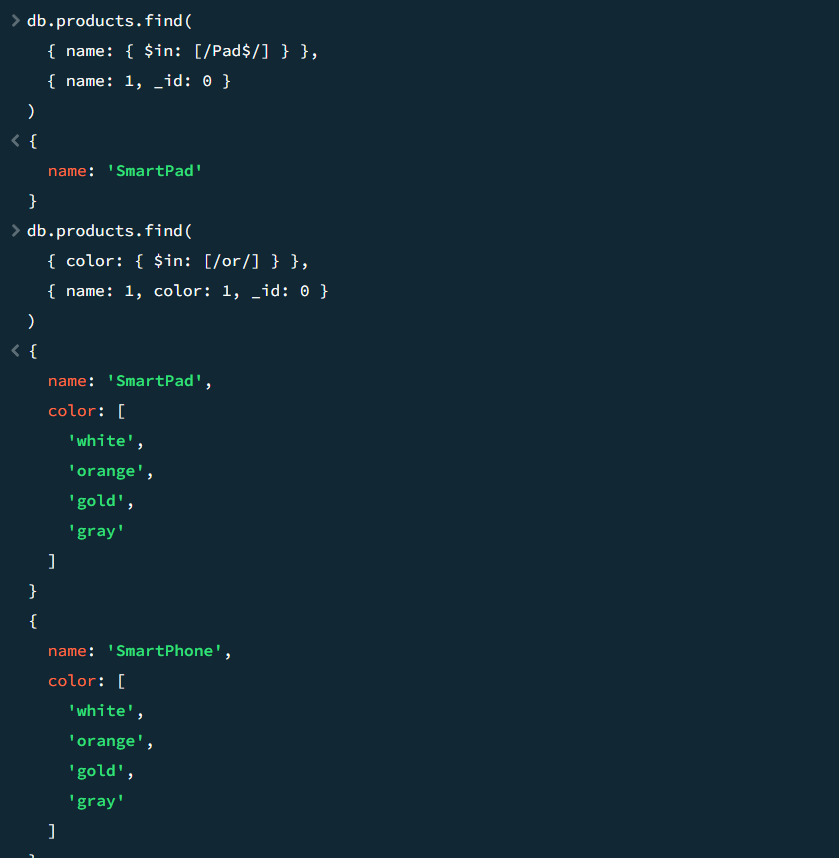 > db.products.find(
{ name: { $in: [/Pad$/] } },
{ name: 1, _id: 0 }
)
< {
name: 'SmartPad'
}
> db.products.find(
{ color: { $in: [/or/] } },
{ name: 1, color: 1, _id: 0 }
)
< {
name: 'SmartPad',
color: [
'white',
'orange',
'gold',
'gray'
]
}
{
name: 'SmartPhone',
color: [
'white',
'orange',
'gold',
'gray'
]
}